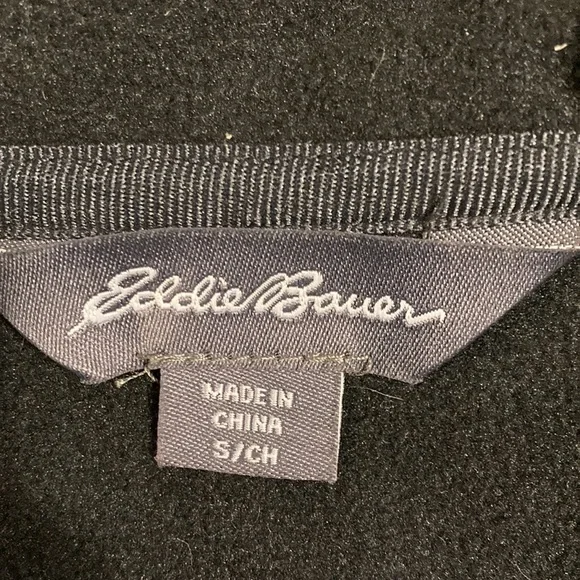 Eddie Bauer
MADE IN
CHINA
S/CH